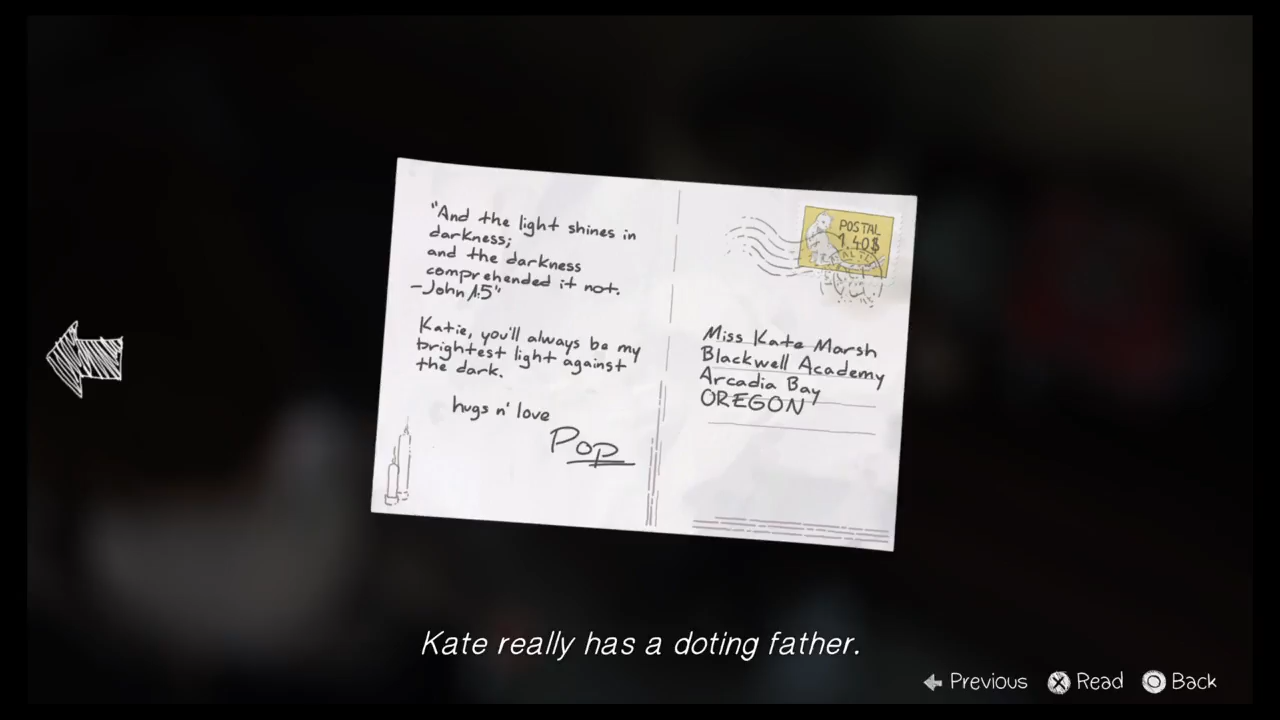 "And the light shines in
darkness;
and the darkness
comprehended it not.
-John 1:5"
Katie, you'll always be my
brightest light against
the dark.
hugs n' love
Pop
POSTAL
1.40$
Miss Kate Marsh
Blackwell Academy
Arcadia Bay
OREGON
Kate really has a doting father.
Previous
Read
Back